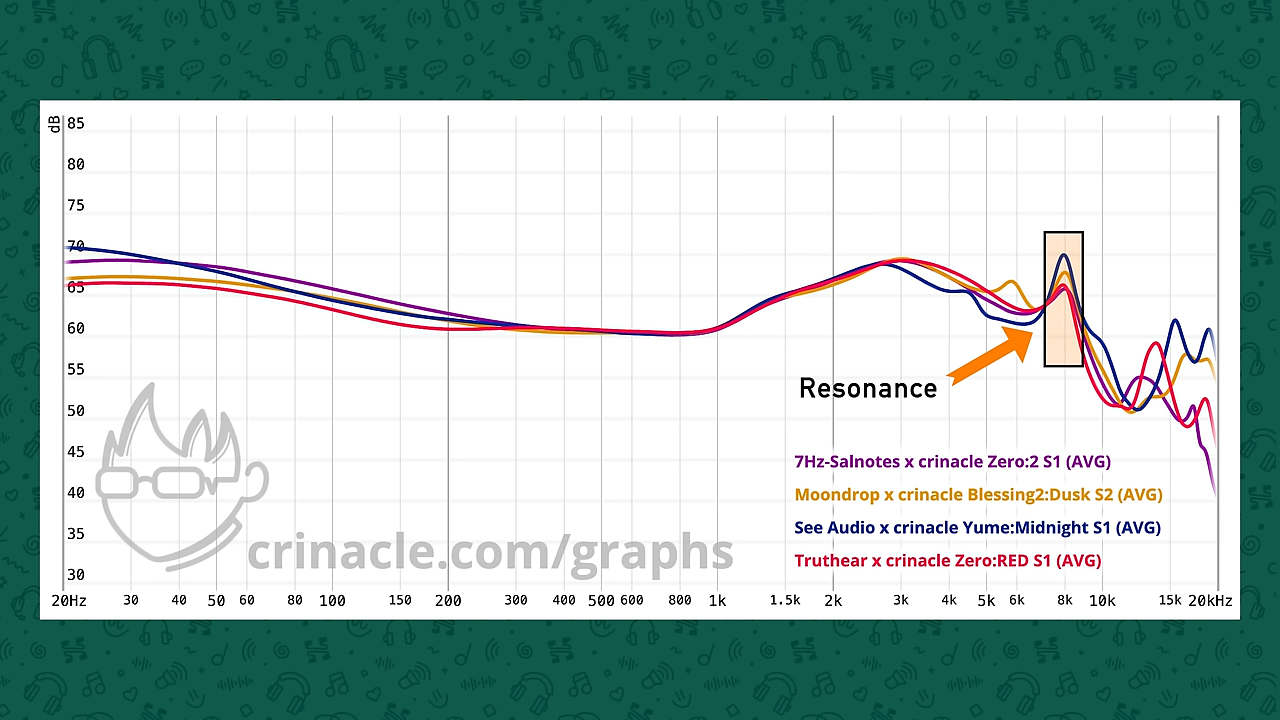 dB
85
80
75
70
65
60
55
50
45
40
35
30
20Hz 30 40 50 60 80 100 150 200 300 400 500 600 800 1k 1.5k 2k 3k 4k 5k 6k 8k 10k 15k 20kHz
Resonance
7Hz-Salnotes x crinacle Zero:2 S1 (AVG)
Moondrop x crinacle Blessing2:Dusk S2 (AVG)
See Audio x crinacle Yume:Midnight S1 (AVG)
Truthear x crinacle Zero:RED S1 (AVG)
crinacle.com/graphs